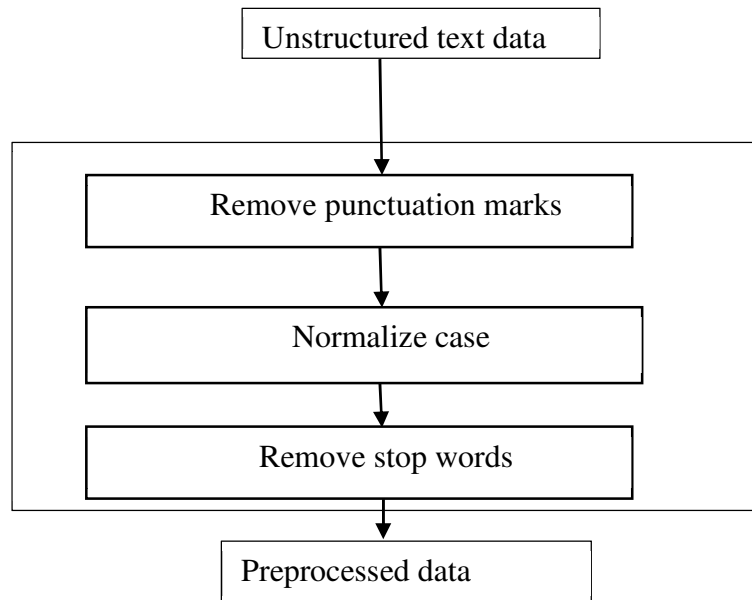 Unstructured text data
Remove punctuation marks
Normalize case
Remove stop words
Preprocessed data